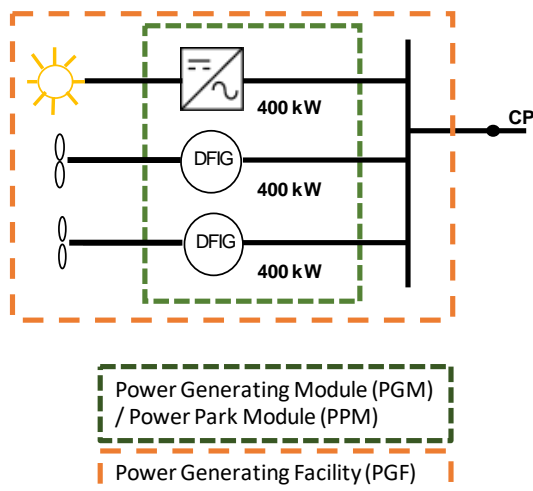 400 kW
CP
DFIG
400 kW
DFIG
400 kW
Power Generating Module (PGM)
/ Power Park Module (PPM)
Power Generating Facility (PGF)